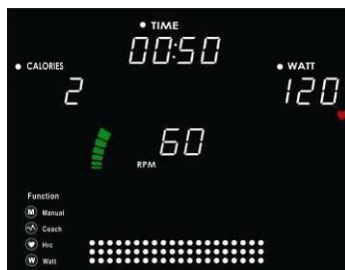 TIME
00:50
CALORIES
2
WATT
120
60
RPM
Function
M Manual
Coach
Hrc
W Watt